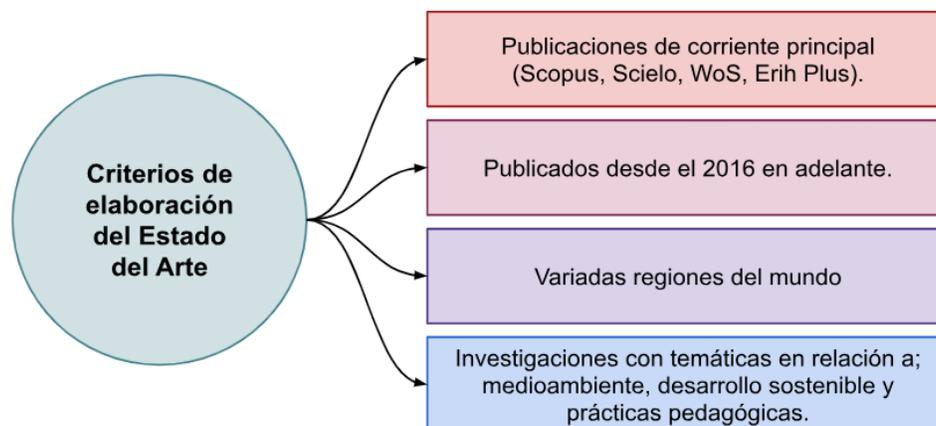 Criterios de
elaboración
del Estado
del Arte
Publicaciones de corriente principal
(Scopus, Scielo, WoS, Erih Plus).
Publicados desde el 2016 en adelante.
Variadas regiones del mundo
Investigaciones con temáticas en relación a;
medioambiente, desarrollo sostenible y
prácticas pedagógicas.